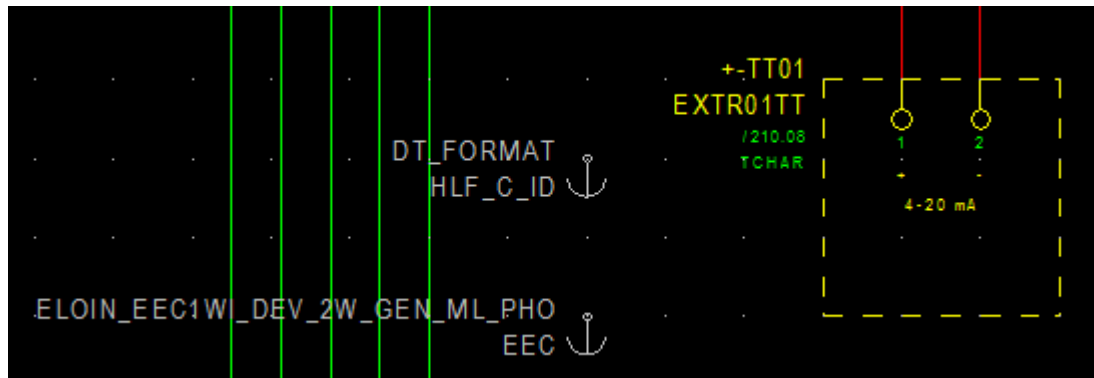 +-TT01
EXTR01TT
/210.08
TCHAR
1 2
+ -
4-20 mA
DT_FORMAT
HLF_C_ID
ELOIN_EEC1WI_DEV_2W_GEN_ML_PHO
EEC